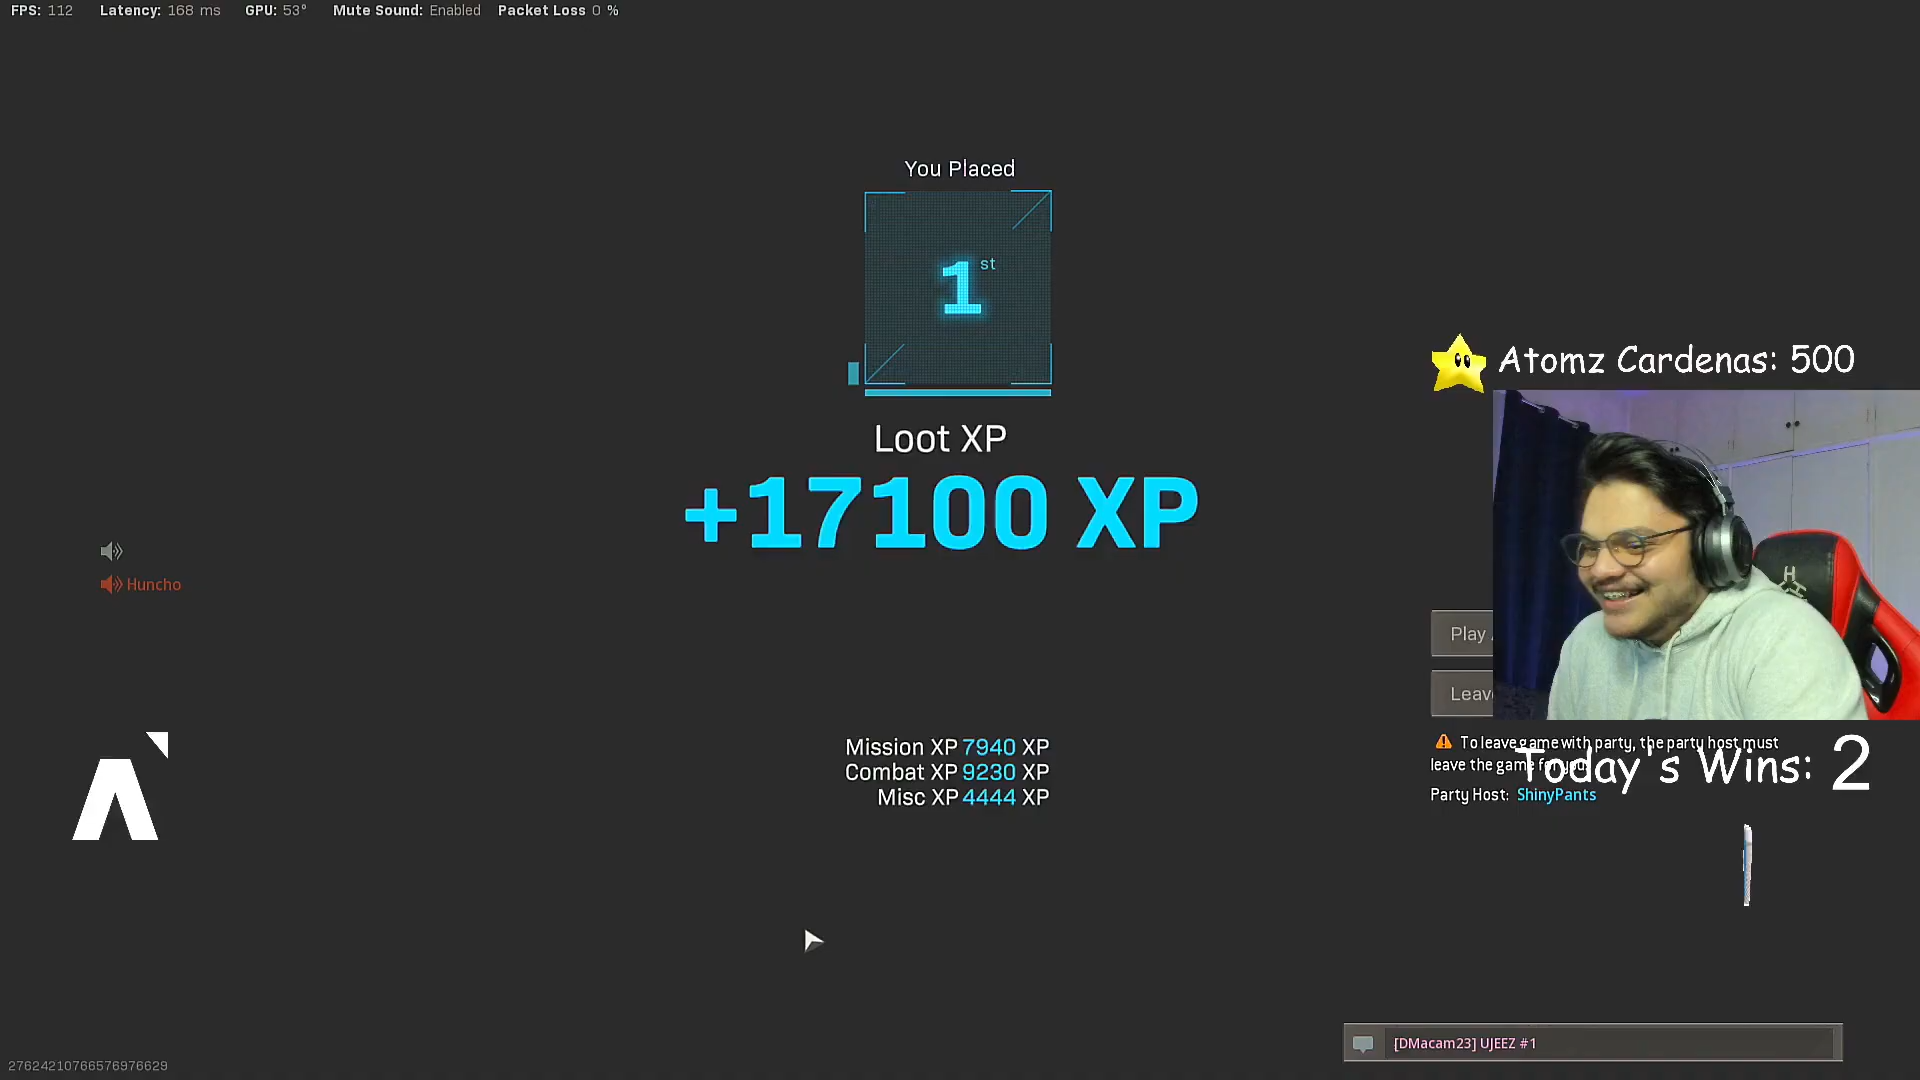 FPS: 112 Latency: 168 ms GPU: 53° Mute Sound: Enabled Packet Loss 0 %
You Placed
1st
Loot XP
+17100 XP
Atomz Cardenas: 500
Huncho
Play
Leav
Mission XP 7940 XP
Combat XP 9230 XP
Misc XP 4444 XP
To leave game with party, the party host must
leave the game for you.
Today's Wins: 2
Party Host: ShinyPants
[DMacam23] UJEEZ #1
27624210766576976629